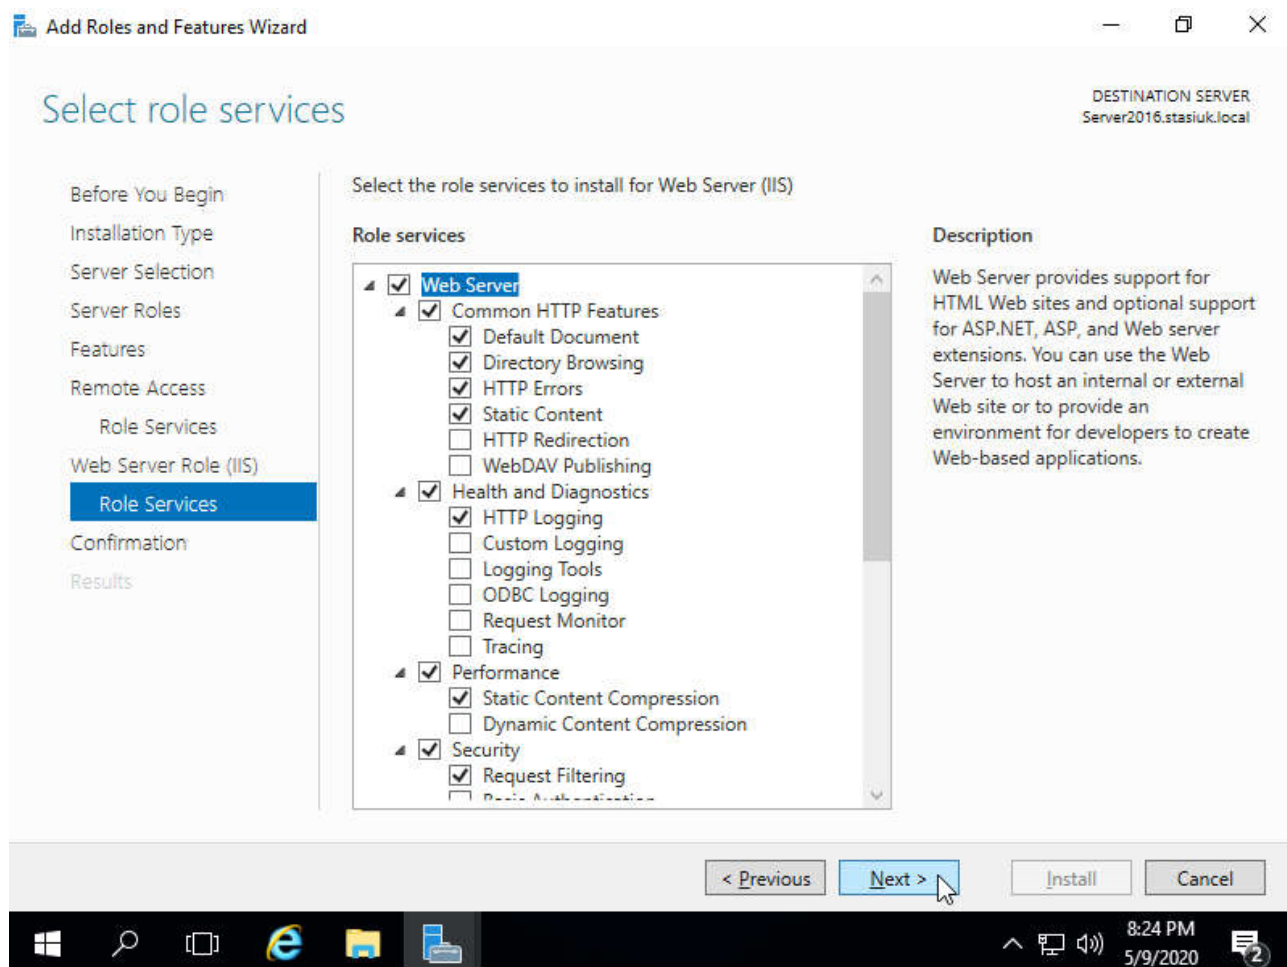 Add Roles and Features Wizard
Select role services
DESTINATION SERVER
Server2016.stasiuk.local
Before You Begin
Installation Type
Server Selection
Server Roles
Features
Remote Access
Role Services
Web Server Role (IIS)
Role Services
Confirmation
Results
Select the role services to install for Web Server (IIS)
Role services
Web Server
Common HTTP Features
Default Document
Directory Browsing
HTTP Errors
Static Content
HTTP Redirection
WebDAV Publishing
Health and Diagnostics
HTTP Logging
Custom Logging
Logging Tools
ODBC Logging
Request Monitor
Tracing
Performance
Static Content Compression
Dynamic Content Compression
Security
Request Filtering
Basic Authentication
Description
Web Server provides support for
HTML Web sites and optional support
for ASP.NET, ASP, and Web server
extensions. You can use the Web
Server to host an internal or external
Web site or to provide an
environment for developers to create
Web-based applications.
< Previous
Next >
Install
Cancel
8:24 PM
5/9/2020
2